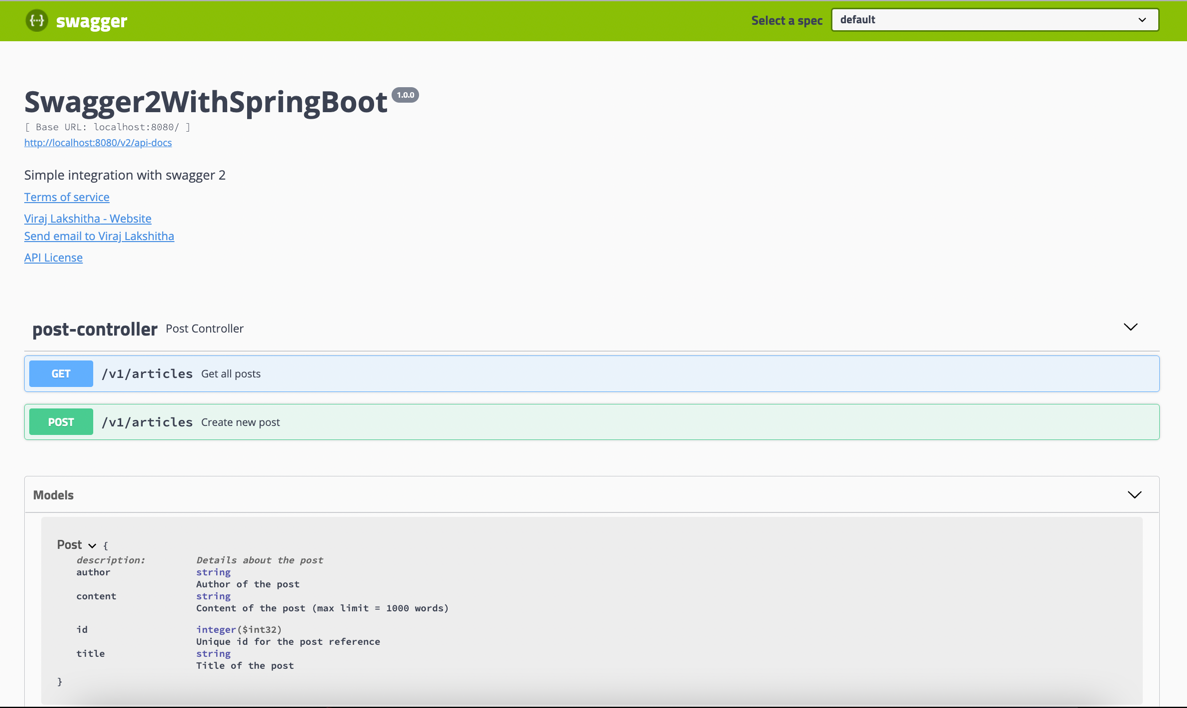 swagger
Select a spec default
Swagger2WithSpringBoot 1.0.0
[ Base URL: localhost:8080/ ]
http://localhost:8080/v2/api-docs
Simple integration with swagger 2
Terms of service
Viraj Lakshitha - Website
Send email to Viraj Lakshitha
API License
post-controller Post Controller
GET /v1/articles Get all posts
POST /v1/articles Create new post
Models
Post {
description: Details about the post
author string
Author of the post
content string
Content of the post (max limit = 1000 words)
id integer($int32)
Unique id for the post reference
title string
Title of the post
}